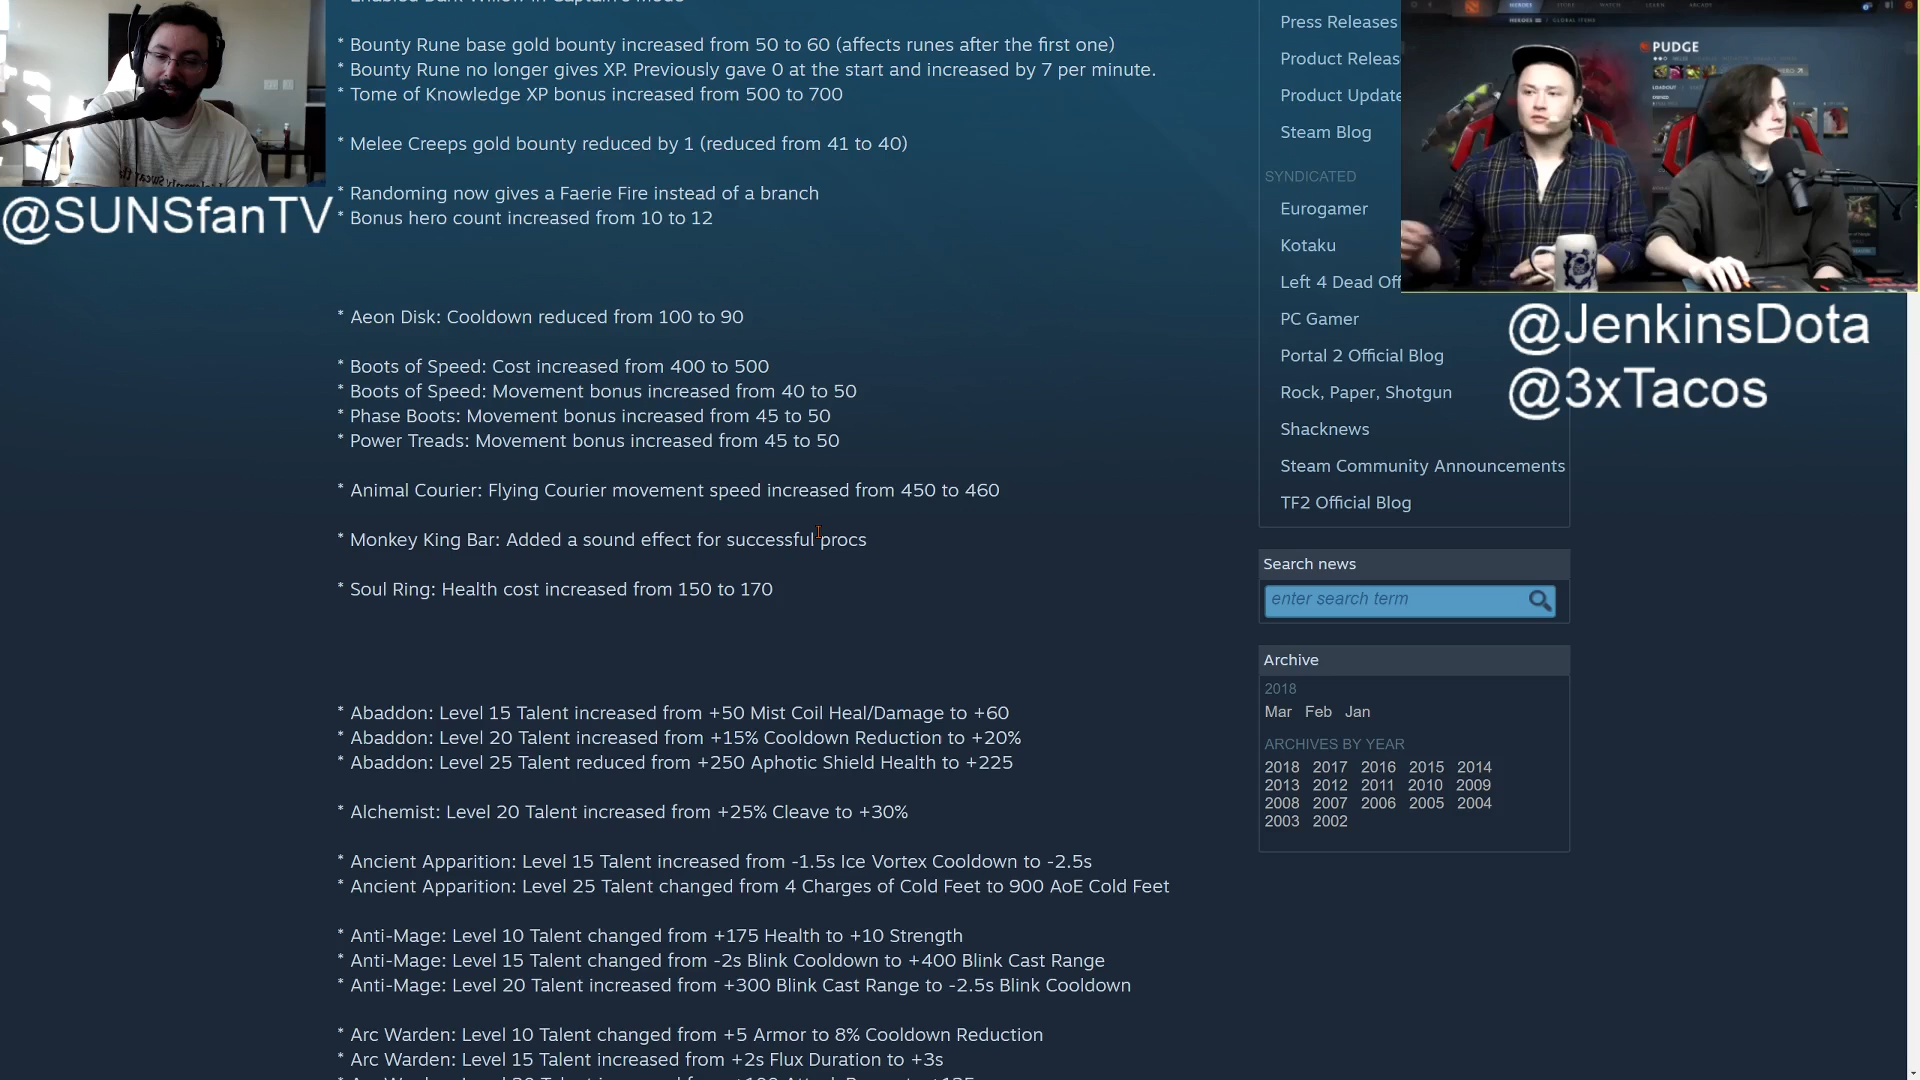 * Bounty Rune base gold bounty increased from 50 to 60 (affects runes after the first one)
* Bounty Rune no longer gives XP. Previously gave 0 at the start and increased by 7 per minute.
* Tome of Knowledge XP bonus increased from 500 to 700
* Melee Creeps gold bounty reduced by 1 (reduced from 41 to 40)
* Randoming now gives a Faerie Fire instead of a branch
* Bonus hero count increased from 10 to 12
@SUNSfanTV
* Aeon Disk: Cooldown reduced from 100 to 90
* Boots of Speed: Cost increased from 400 to 500
* Boots of Speed: Movement bonus increased from 40 to 50
* Phase Boots: Movement bonus increased from 45 to 50
* Power Treads: Movement bonus increased from 45 to 50
* Animal Courier: Flying Courier movement speed increased from 450 to 460
* Monkey King Bar: Added a sound effect for successful procs
* Soul Ring: Health cost increased from 150 to 170
* Abaddon: Level 15 Talent increased from +50 Mist Coil Heal/Damage to +60
* Abaddon: Level 20 Talent increased from +15% Cooldown Reduction to +20%
* Abaddon: Level 25 Talent reduced from +250 Aphotic Shield Health to +225
* Alchemist: Level 20 Talent increased from +25% Cleave to +30%
* Ancient Apparition: Level 15 Talent increased from -1.5s Ice Vortex Cooldown to -2.5s
* Ancient Apparition: Level 25 Talent changed from 4 Charges of Cold Feet to 900 AoE Cold Feet
* Anti-Mage: Level 10 Talent changed from +175 Health to +10 Strength
* Anti-Mage: Level 15 Talent changed from -2s Blink Cooldown to +400 Blink Cast Range
* Anti-Mage: Level 20 Talent increased from +300 Blink Cast Range to -2.5s Blink Cooldown
* Arc Warden: Level 10 Talent changed from +5 Armor to 8% Cooldown Reduction
* Arc Warden: Level 15 Talent increased from +2s Flux Duration to +3s
Press Releases
Product Releas
Product Update
Steam Blog
SYNDICATED
Eurogamer
Kotaku
Left 4 Dead Off
PC Gamer
Portal 2 Official Blog
Rock, Paper, Shotgun
Shacknews
Steam Community Announcements
TF2 Official Blog
PUDGE
@JenkinsDota
@3xTacos
Search news
enter search term
Archive
2018
Mar Feb Jan
ARCHIVES BY YEAR
2018 2017 2016 2015 2014
2013 2012 2011 2010 2009
2008 2007 2006 2005 2004
2003 2002